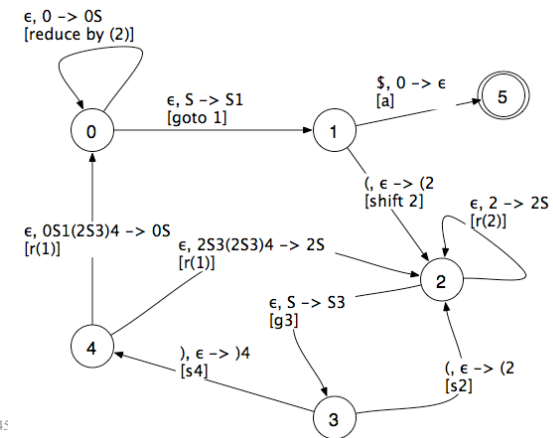 ϵ, 0 -> 0S
[reduce by (2)]
ϵ, S -> S1
[goto 1]
$, 0 -> ϵ
[a]
5
0
1
(, ϵ -> (2
[shift 2]
ϵ, 2 -> 2S
[r(2)]
ϵ, 0S1(2S3)4 -> 0S
[r(1)]
ϵ, 2S3(2S3)4 -> 2S
[r(1)]
2
ϵ, S -> S3
[g3]
4
), ϵ -> )4
[s4]
(, ϵ -> (2
[s2]
3